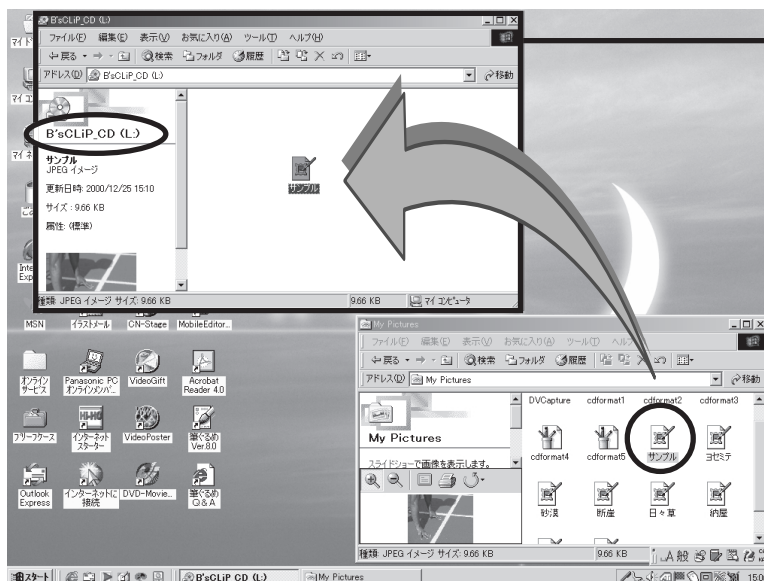 B'sCLiP_CD (L:)
ファイル(F) 編集(E) 表示(V) お気に入り(A) ツール(T) ヘルプ(H)
戻る 検索 フォルダ 履歴
アドレス(D) B'sCLiP_CD (L:) 移動
B'sCLiP_CD (L:)
サンプル
JPEG イメージ
更新日時: 2000/12/25 15:10
サイズ: 9.66 KB
属性: (標準)
サンプル
種類: JPEG イメージ サイズ: 9.66 KB 9.66 KB マイ コンピュータ
MSN イラストメール CN-Stage MobileEditor...
オンライン サービス
Panasonic PC オンラインメンバ...
VideoGift
Acrobat Reader 4.0
フリーフケース
インターネット スターター
VideoPoster
筆ぐるめ Ver.8.0
Outlook Express
インターネットに 接続
DVD-Movie...
筆ぐるめ Q & A
My Pictures
ファイル(F) 編集(E) 表示(V) お気に入り(A) ツール(T)
戻る 検索 フォルダ 履歴
アドレス(D) My Pictures 移動
My Pictures
スライドショーで画像を表示します。
DVCapture cdformat1 cdformat2 cdformat3
cdformat4 cdformat5 サンプル ヨセミテ
砂漠 断崖 日々草 納屋
種類: JPEG イメージ サイズ: 9.66 KB 9.66 KB
A 般
スタート B'sCLiP_CD (L:) My Pictures